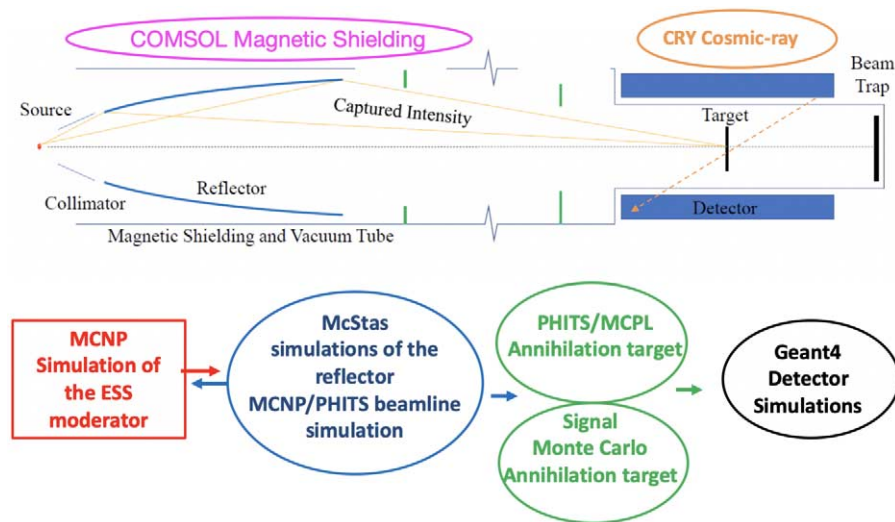 COMSOL Magnetic Shielding
CRY Cosmic-ray
Beam
Trap
Source
Captured Intensity
Target
Collimator
Reflector
Detector
Magnetic Shielding and Vacuum Tube
MCNP
Simulation of
the ESS
moderator
McStas
simulations of the
reflector
MCNP/PHITS beamline
simulation
PHITS/MCPL
Annihilation target
Signal
Monte Carlo
Annihilation target
Geant4
Detector
Simulations